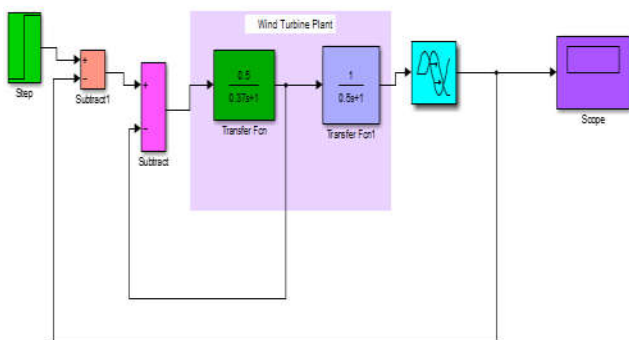 Wind Turbine Plant
+
−
Step
Subtract1
+
−
Subtract
0.5
0.37s+1
Transfer Fcn
1
0.5s+1
Transfer Fcn1
Scope